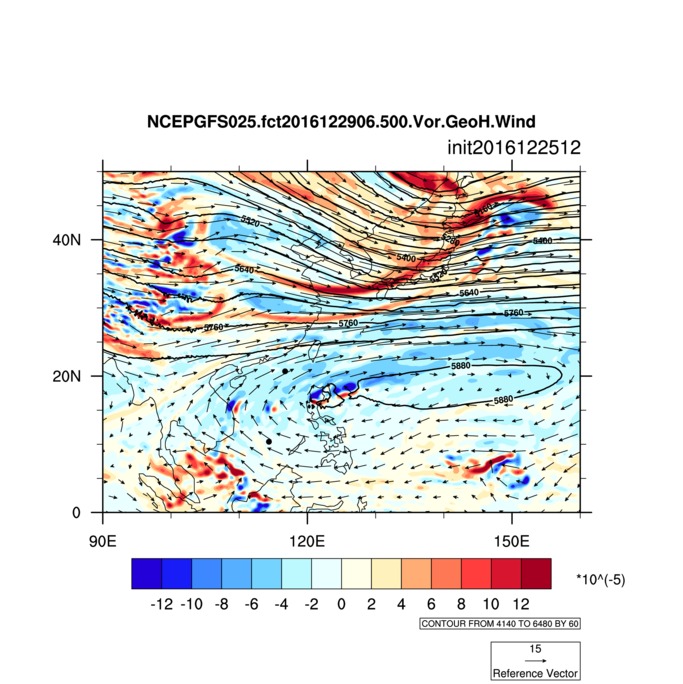 NCEPGFS025.fct2016122906.500.Vor.GeoH.Wind
init2016122512
40N
20N
0
90E 120E 150E
5520
5640
5760
5400
5640
5760
5760
5460
5880
5880
-12 -10 -8 -6 -4 -2 0 2 4 6 8 10 12
*10^(-5)
CONTOUR FROM 4140 TO 6480 BY 60
15
Reference Vector